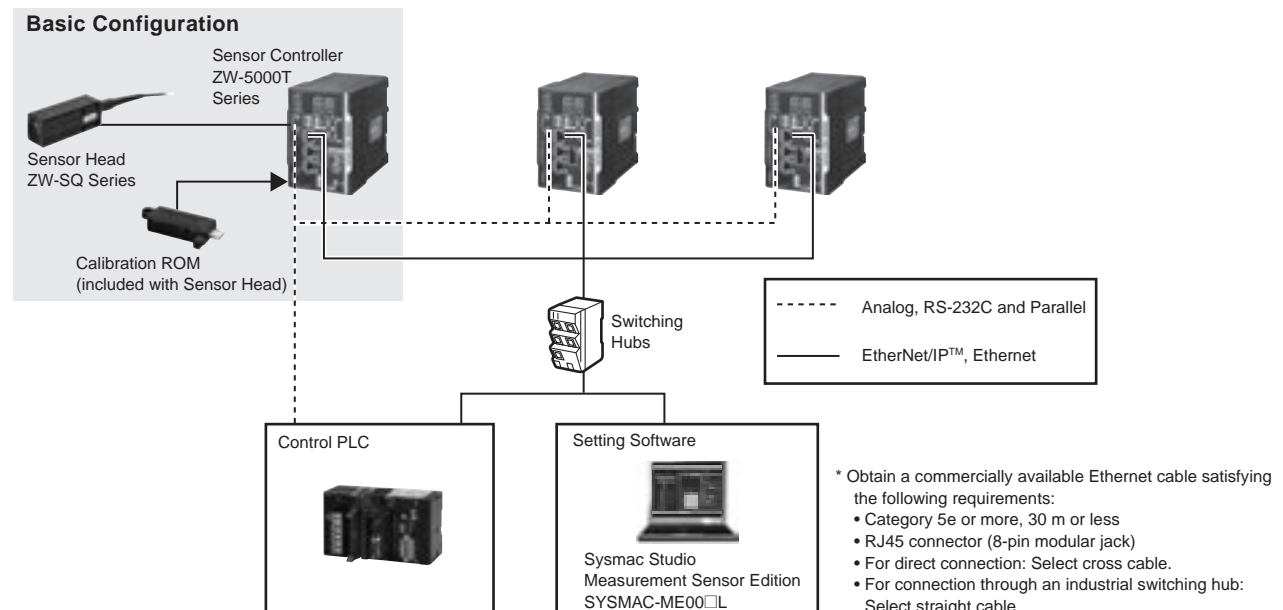 Basic Configuration
Sensor Controller
ZW-5000T
Series
Sensor Head
ZW-SQ Series
Calibration ROM
(included with Sensor Head)
Switching
Hubs
Analog, RS-232C and Parallel
EtherNet/IP™, Ethernet
Control PLC
Setting Software
Sysmac Studio
Measurement Sensor Edition
SYSMAC-ME00□L
* Obtain a commercially available Ethernet cable satisfying
the following requirements:
• Category 5e or more, 30 m or less
• RJ45 connector (8-pin modular jack)
• For direct connection: Select cross cable.
• For connection through an industrial switching hub:
Select straight cable